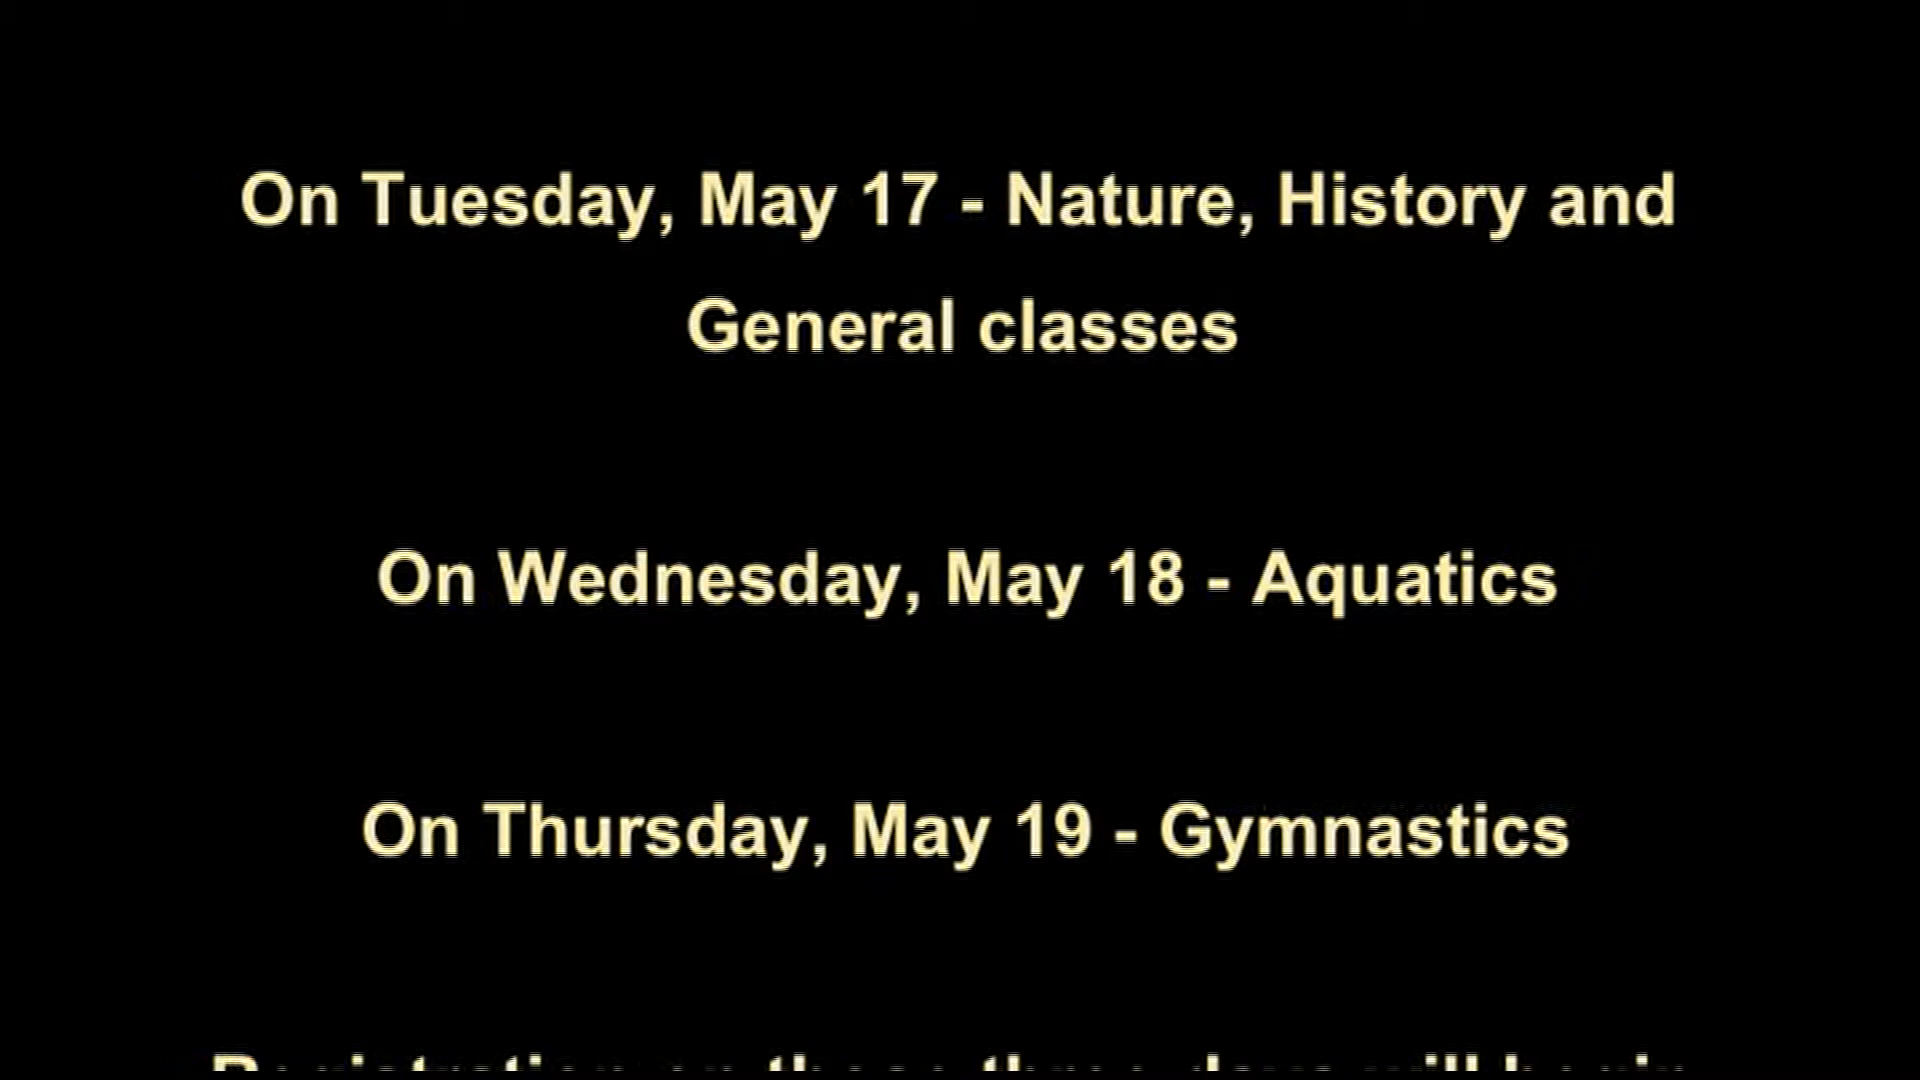 On Tuesday, May 17 - Nature, History and
General classes
On Wednesday, May 18 - Aquatics
On Thursday, May 19 - Gymnastics